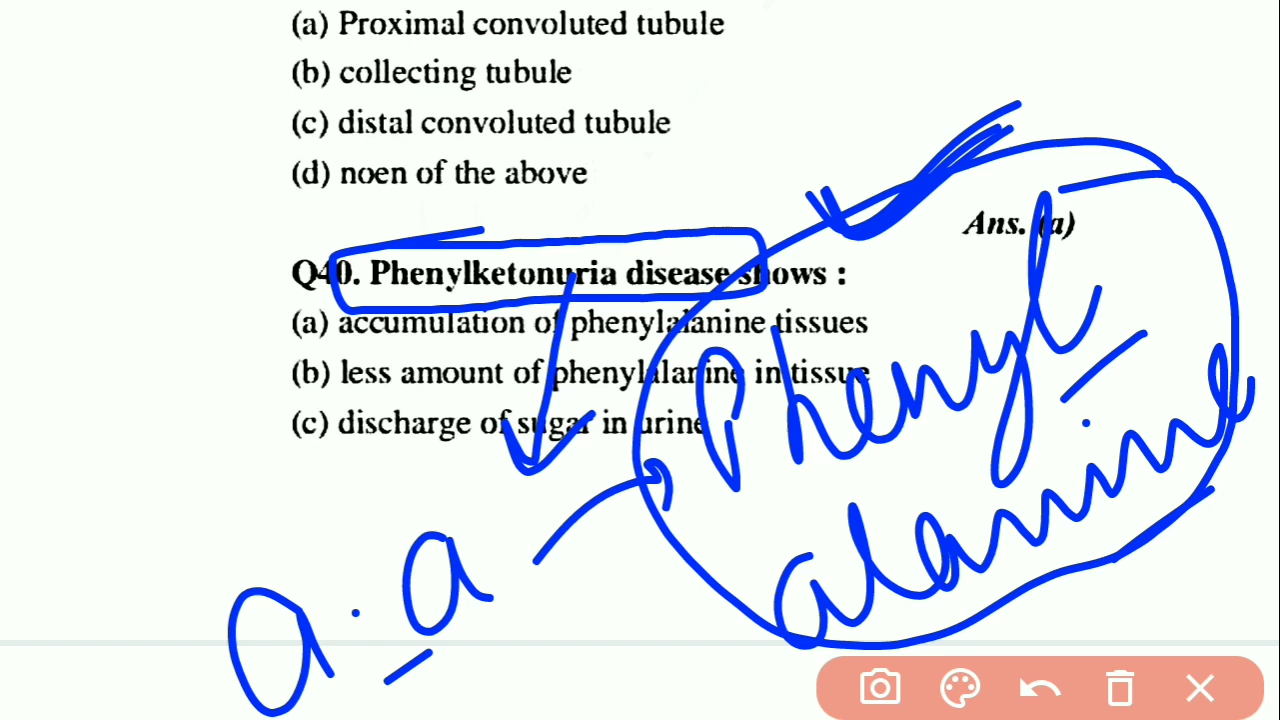 (a) Proximal convoluted tubule
(b) collecting tubule
(c) distal convoluted tubule
(d) noen of the above
Ans. (a)
Q40. Phenylketonuria disease shows :
(a) accumulation of phenylalanine tissues
(b) less amount of phenylalanine in tissue
(c) discharge of sugar in urine
Phenyl
alanine
a.a